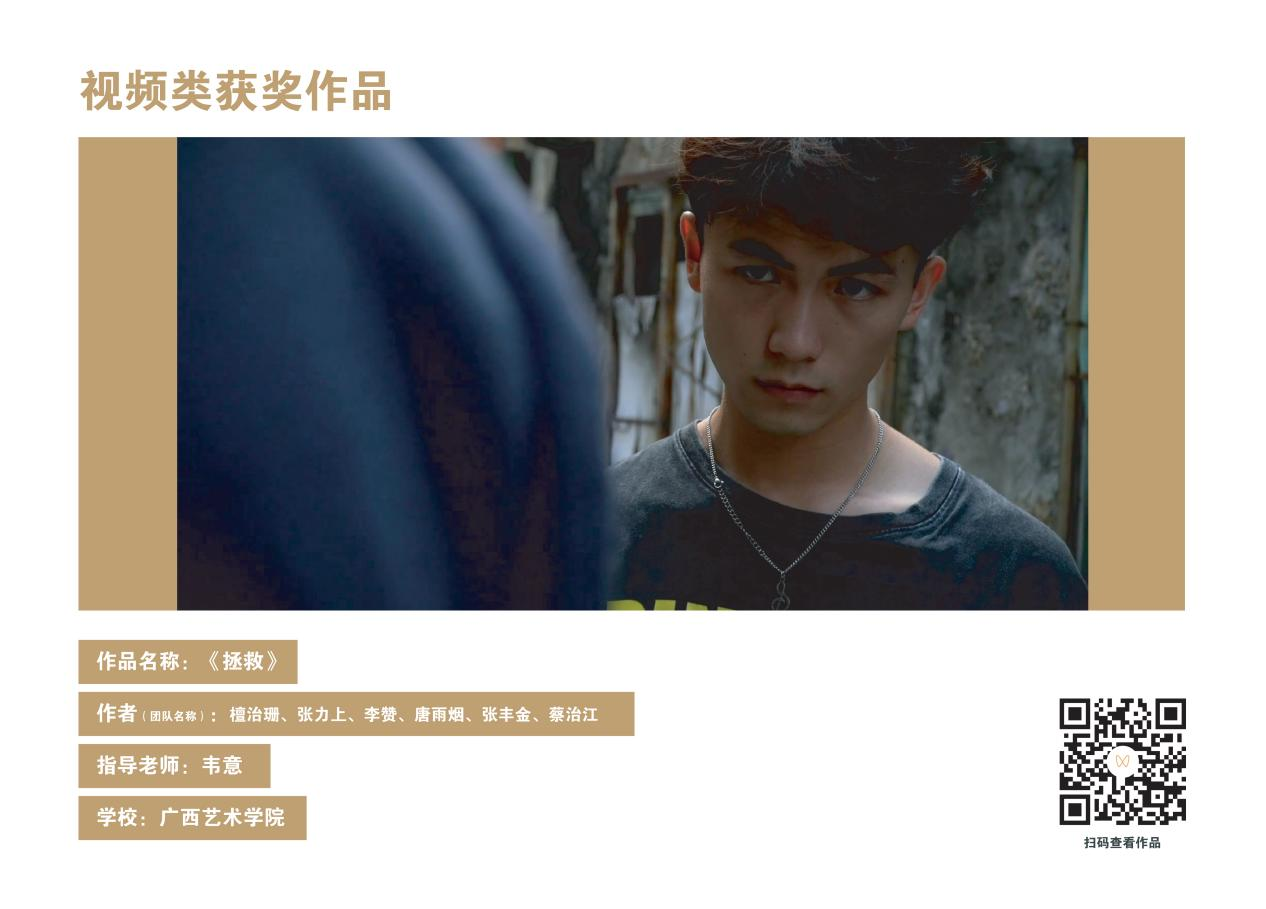 视频类获奖作品
作品名称：《拯救》
作者（团队名称）：檀治珊、张力上、李赞、唐雨烟、张丰金、蔡治江
指导老师：韦意
学校：广西艺术学院
扫码查看作品